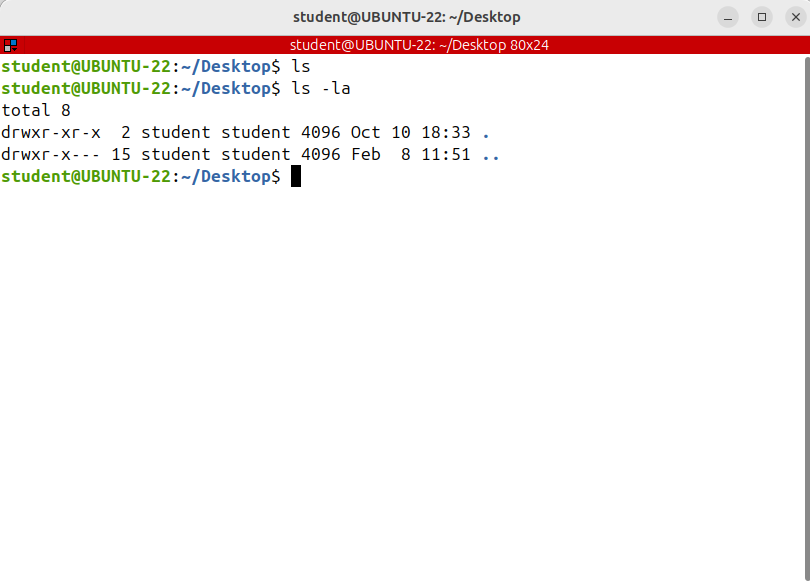 student@UBUNTU-22: ~/Desktop
student@UBUNTU-22: ~/Desktop 80x24
student@UBUNTU-22:~/Desktop$ ls
student@UBUNTU-22:~/Desktop$ ls -la
total 8
drwxr-xr-x  2 student student 4096 Oct 10 18:33 .
drwxr-x--- 15 student student 4096 Feb  8 11:51 ..
student@UBUNTU-22:~/Desktop$